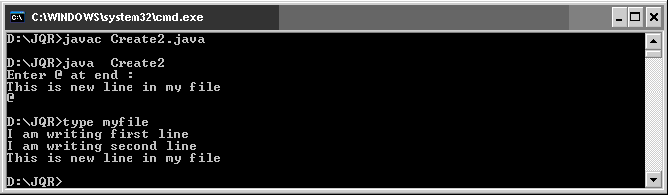 C:\WINDOWS\system32\cmd.exe
D:\JQR>javac Create2.java
D:\JQR>java  Create2
Enter @ at end :
This is new line in my file
@
D:\JQR>type myfile
I am writing first line
I am writing second line
This is new line in my file
D:\JQR>